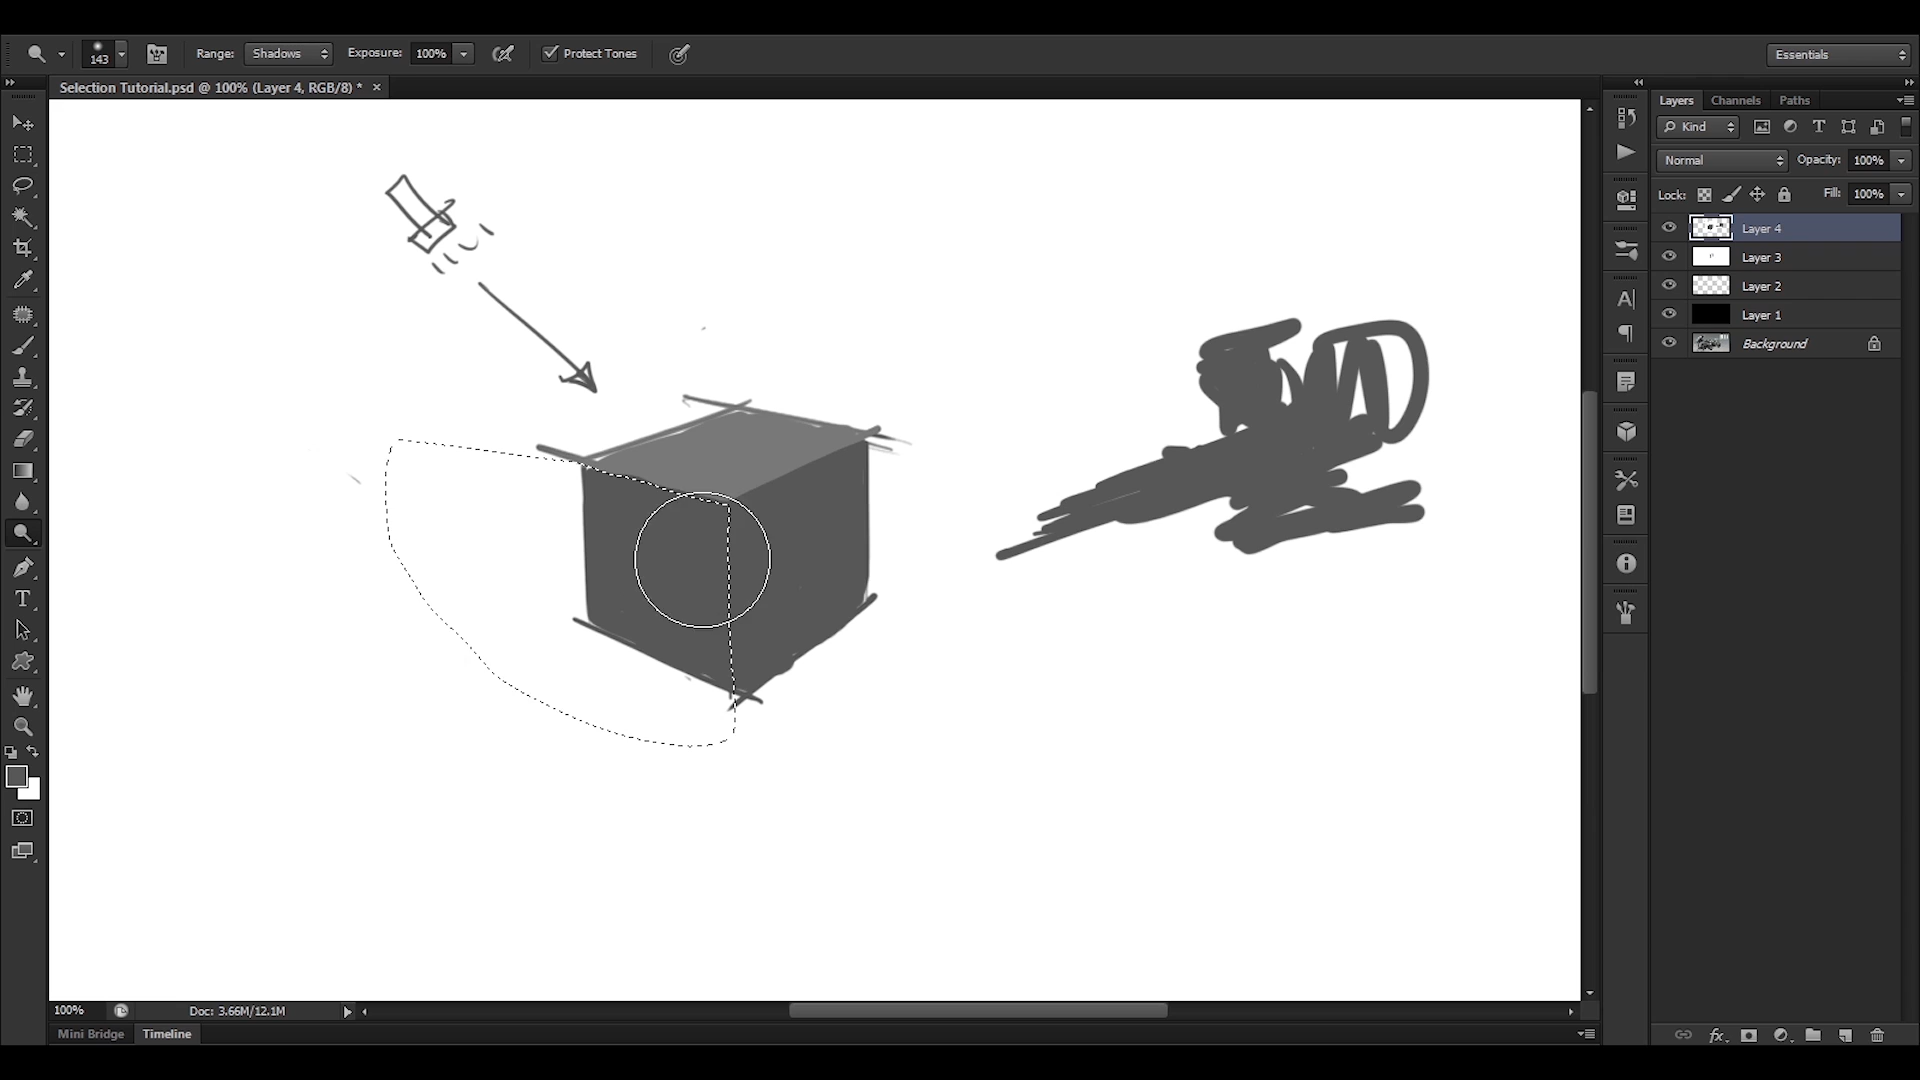 143 Range: Shadows Exposure: 100% Protect Tones Essentials
Selection Tutorial.psd @ 100% (Layer 4, RGB/8) * ×
Layers Channels Paths
Kind
Normal Opacity: 100%
Lock: Fill: 100%
Layer 4
Layer 3
Layer 2
Layer 1
Background
100% Doc: 3.66M/12.1M
Mini Bridge Timeline